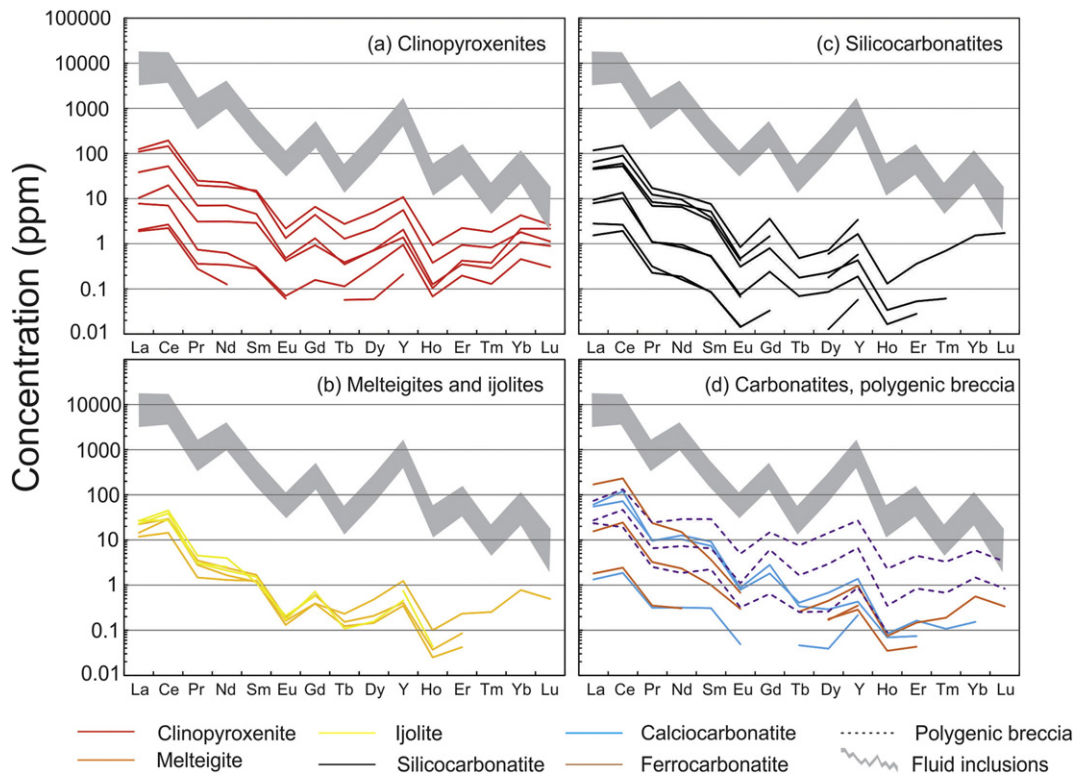 Concentration (ppm)
100000
10000
1000
100
10
1
0.1
0.01
(a) Clinopyroxenites
La Ce Pr Nd Sm Eu Gd Tb Dy Y Ho Er Tm Yb Lu
(c) Silicocarbonatites
La Ce Pr Nd Sm Eu Gd Tb Dy Y Ho Er Tm Yb Lu
10000
1000
100
10
1
0.1
0.01
(b) Melteigites and ijolites
La Ce Pr Nd Sm Eu Gd Tb Dy Y Ho Er Tm Yb Lu
(d) Carbonatites, polygenic breccia
La Ce Pr Nd Sm Eu Gd Tb Dy Y Ho Er Tm Yb Lu
Clinopyroxenite Ijolite Calciocarbonatite Polygenic breccia
Melteigite Silicocarbonatite Ferrocarbonatite Fluid inclusions